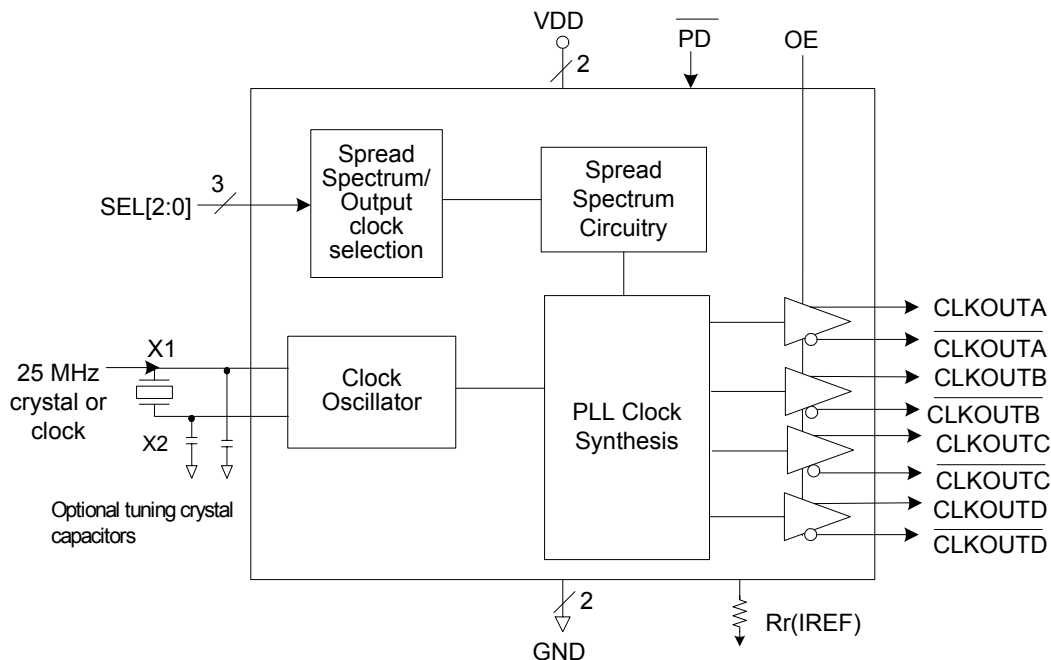 VDD
PD
OE
2
Spread
Spectrum/
Output
clock
selection
Spread
Spectrum
Circuitry
3
SEL[2:0]
CLKOUTA
CLKOUTA
CLKOUTB
CLKOUTB
CLKOUTC
CLKOUTC
CLKOUTD
CLKOUTD
X1
25 MHz
crystal or
clock
X2
Clock
Oscillator
PLL Clock
Synthesis
Optional tuning crystal
capacitors
2
GND
Rr(IREF)